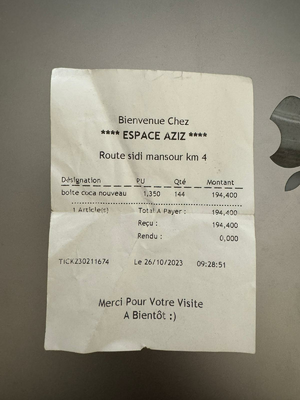 Bienvenue Chez
**** ESPACE AZIZ ****
Route sidi mansour km 4
Désignation PU Qté Montant
boite coca nouveau 1,350 144 194,400
1 Article(s) Total A Payer : 194,400
Reçu : 194,400
Rendu : 0,000
TICK230211674 Le 26/10/2023 09:28:51
Merci Pour Votre Visite
A Bientôt :)